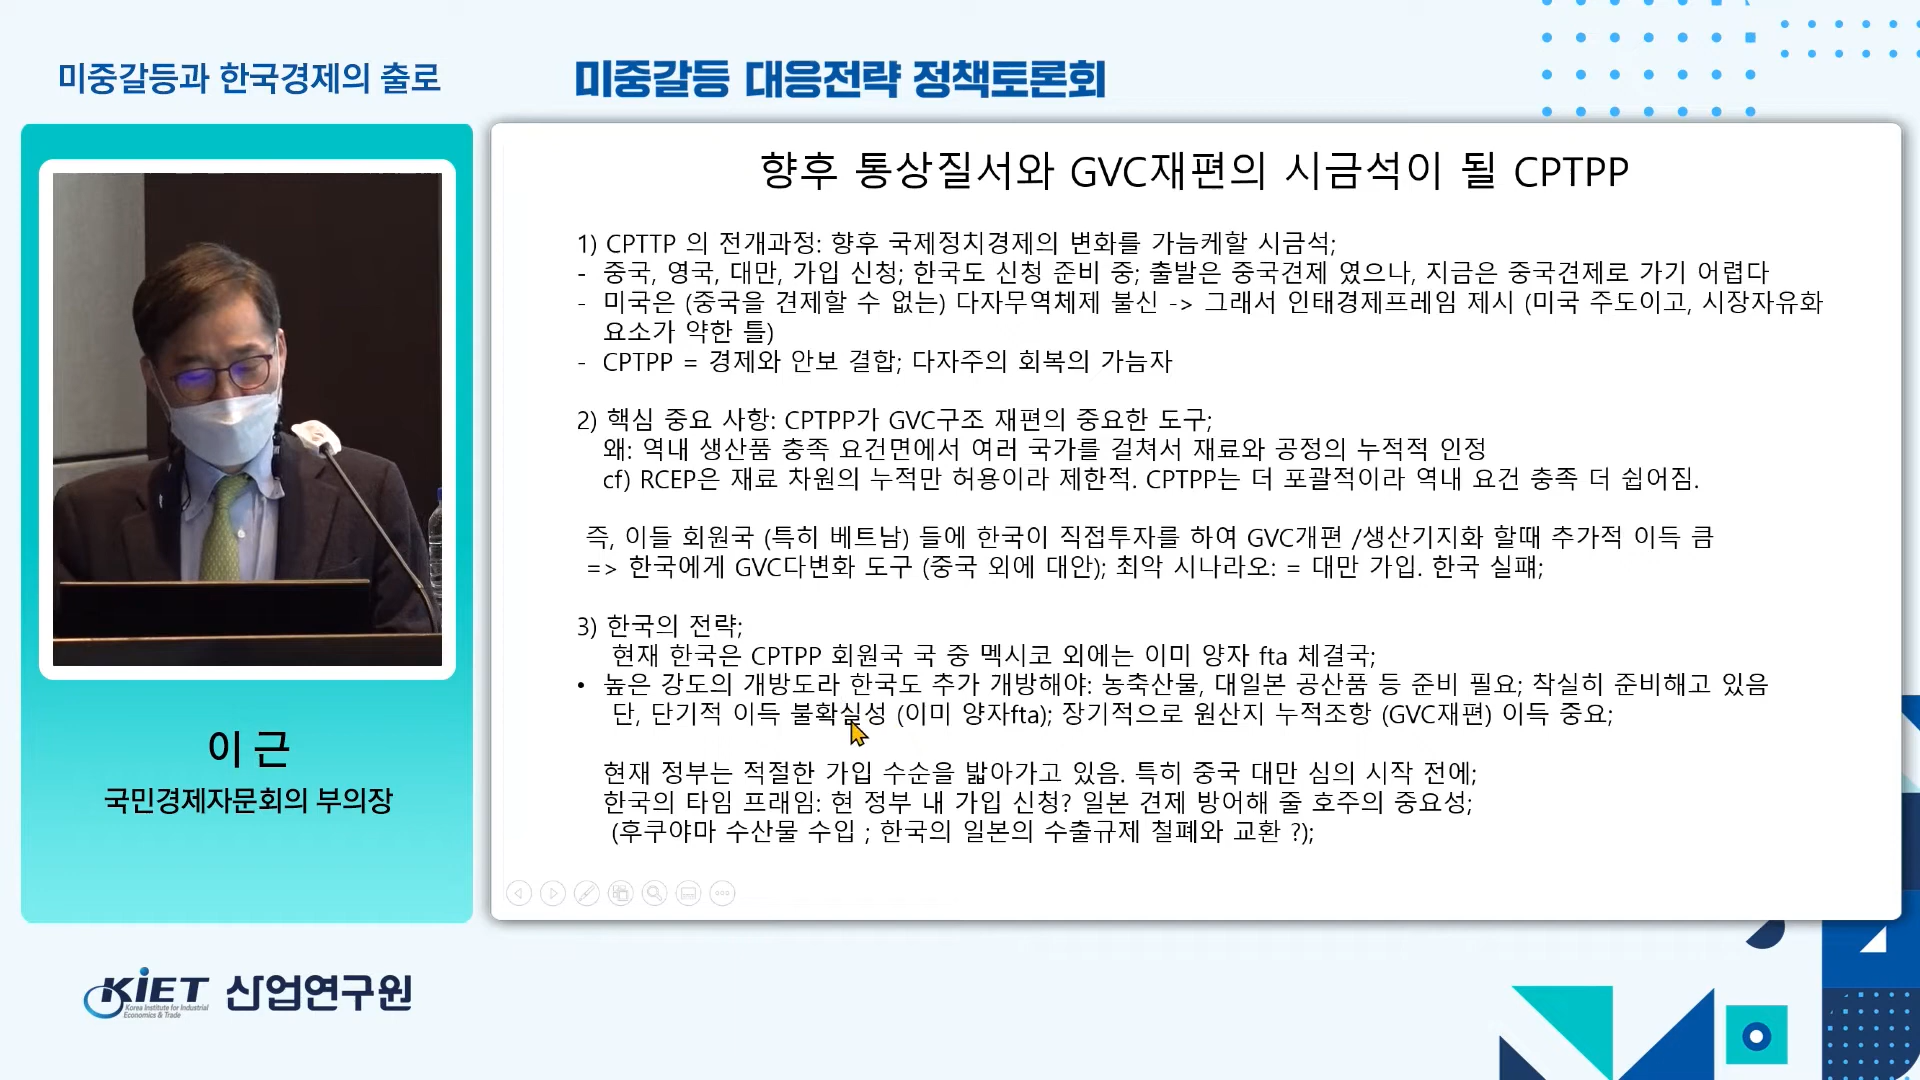 미중갈등과 한국경제의 출로
미중갈등 대응전략 정책토론회
향후 통상질서와 GVC재편의 시금석이 될 CPTPP
1) CPTTP 의 전개과정: 향후 국제정치경제의 변화를 가늠케할 시금석;
- 중국, 영국, 대만, 가입 신청; 한국도 신청 준비 중; 출발은 중국견제 였으나, 지금은 중국견제로 가기 어렵다
- 미국은 (중국을 견제할 수 없는) 다자무역체제 불신 -> 그래서 인태경제프레임 제시 (미국 주도이고, 시장자유화
요소가 약한 틀)
- CPTPP = 경제와 안보 결합; 다자주의 회복의 가늠자
2) 핵심 중요 사항: CPTPP가 GVC구조 재편의 중요한 도구;
왜: 역내 생산품 충족 요건면에서 여러 국가를 걸쳐서 재료와 공정의 누적적 인정
cf) RCEP은 재료 차원의 누적만 허용이라 제한적. CPTPP는 더 포괄적이라 역내 요건 충족 더 쉽어짐.
즉, 이들 회원국 (특히 베트남) 들에 한국이 직접투자를 하여 GVC개편 /생산기지화 할때 추가적 이득 큼
=> 한국에게 GVC다변화 도구 (중국 외에 대안); 최악 시나라오: = 대만 가입. 한국 실퍠;
3) 한국의 전략;
현재 한국은 CPTPP 회원국 국 중 멕시코 외에는 이미 양자 fta 체결국;
• 높은 강도의 개방도라 한국도 추가 개방해야: 농축산물, 대일본 공산품 등 준비 필요; 착실히 준비해고 있음
단, 단기적 이득 불확실성 (이미 양자fta); 장기적으로 원산지 누적조항 (GVC재편) 이득 중요;
현재 정부는 적절한 가입 수순을 밟아가고 있음. 특히 중국 대만 심의 시작 전에;
한국의 타임 프래임: 현 정부 내 가입 신청? 일본 견제 방어해 줄 호주의 중요성;
(후쿠야마 수산물 수입 ; 한국의 일본의 수출규제 철폐와 교환 ?);
이 근
국민경제자문회의 부의장
KIET 산업연구원
Korea Institute for Industrial
Economics & Trade